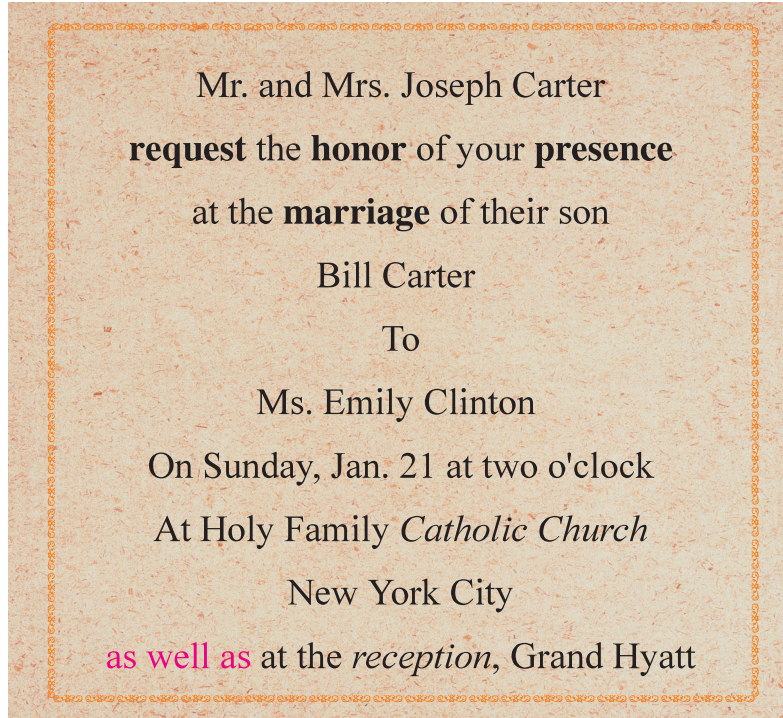 Mr. and Mrs. Joseph Carter
request the honor of your presence
at the marriage of their son
Bill Carter
To
Ms. Emily Clinton
On Sunday, Jan. 21 at two o'clock
At Holy Family Catholic Church
New York City
as well as at the reception, Grand Hyatt